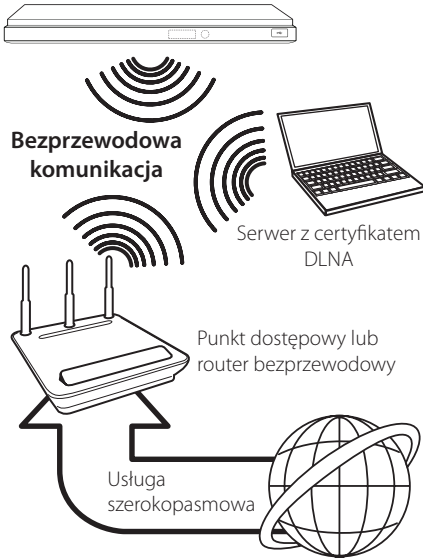 Bezprzewodowa
komunikacja
Serwer z certyfikatem
DLNA
Punkt dostępowy lub
router bezprzewodowy
Usługa
szerokopasmowa